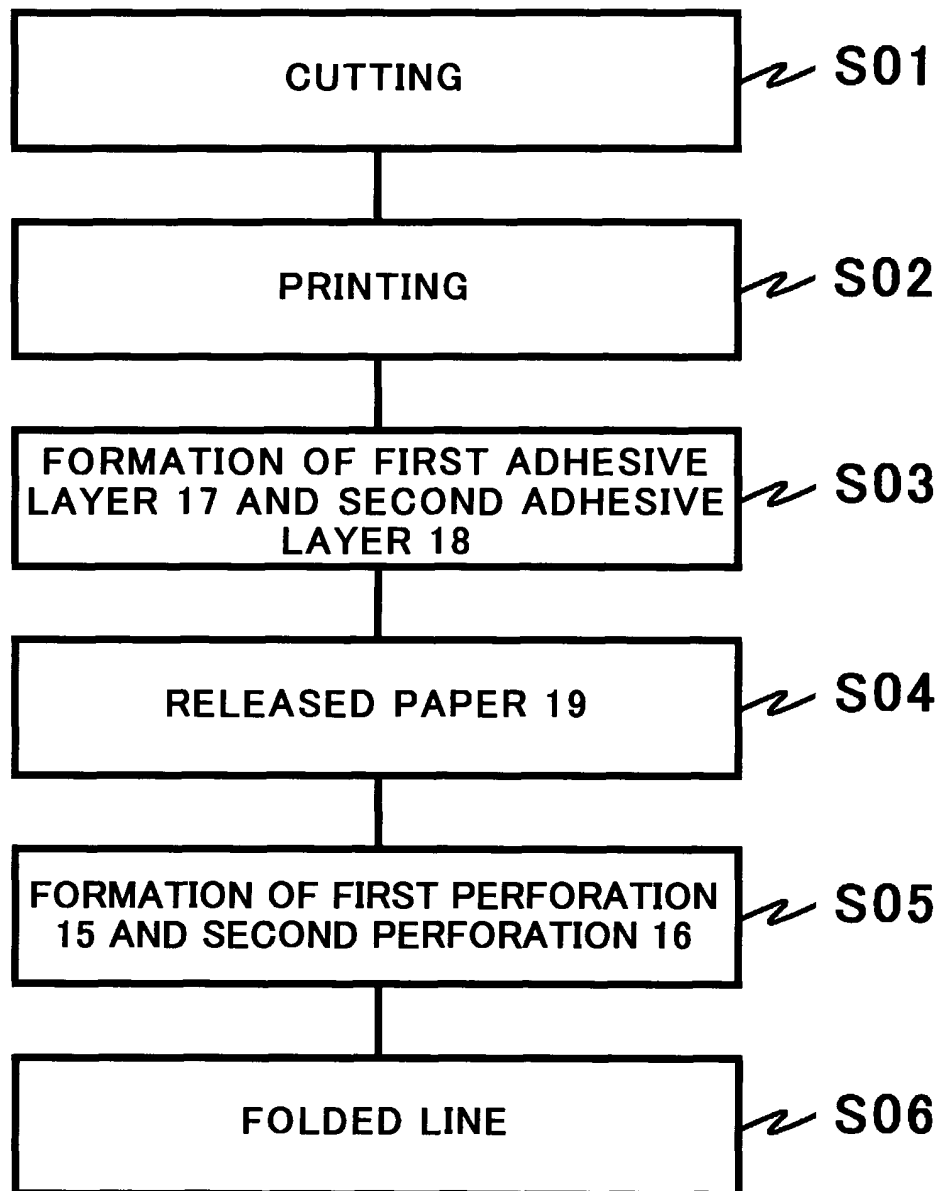 CUTTING
S01
PRINTING
S02
FORMATION OF FIRST ADHESIVE
LAYER 17 AND SECOND ADHESIVE
LAYER 18
S03
RELEASED PAPER 19
S04
FORMATION OF FIRST PERFORATION
15 AND SECOND PERFORATION 16
S05
FOLDED LINE
S06